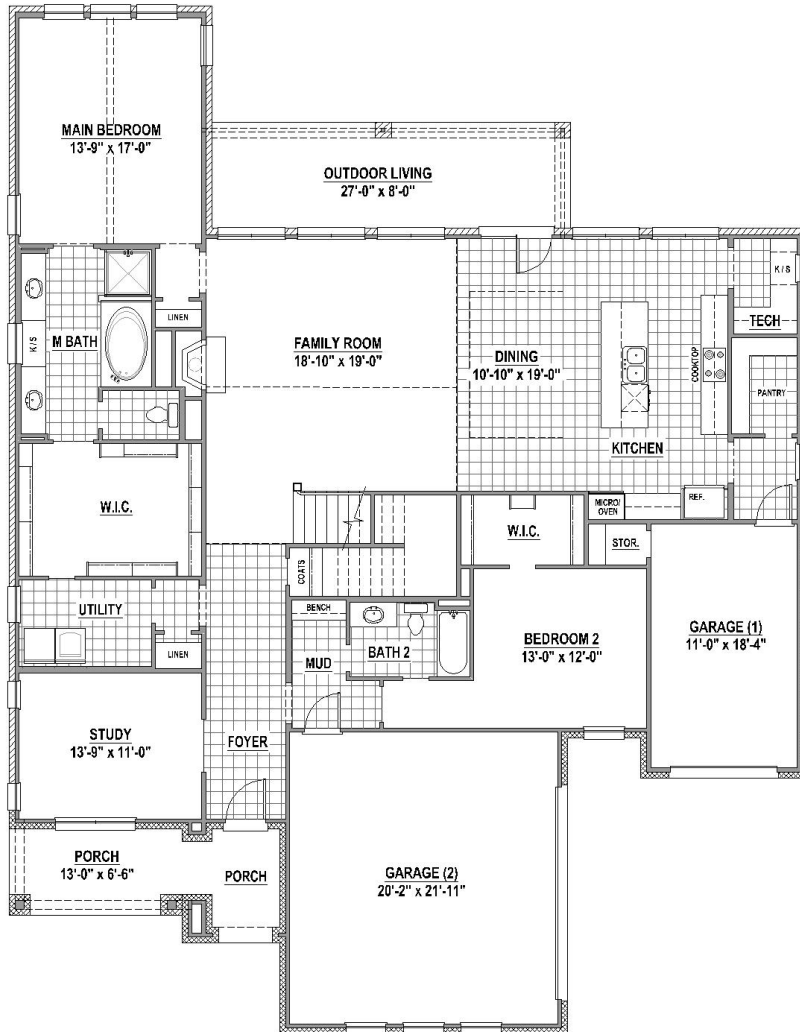 MAIN BEDROOM
13'-9" x 17'-0"
OUTDOOR LIVING
27'-0" x 8'-0"
K / S
LINEN
TECH
M BATH
K / S
FAMILY ROOM
18'-10" x 19'-0"
DINING
10'-10" x 19'-0"
COOKTOP
PANTRY
KITCHEN
W.I.C.
MICRO/
OVEN
REF.
W.I.C.
STOR.
COATS
UTILITY
BENCH
LINEN
MUD
BATH 2
BEDROOM 2
13'-0" x 12'-0"
GARAGE (1)
11'-0" x 18'-4"
STUDY
13'-9" x 11'-0"
FOYER
PORCH
13'-0" x 6'-6"
PORCH
GARAGE (2)
20'-2" x 21'-11"